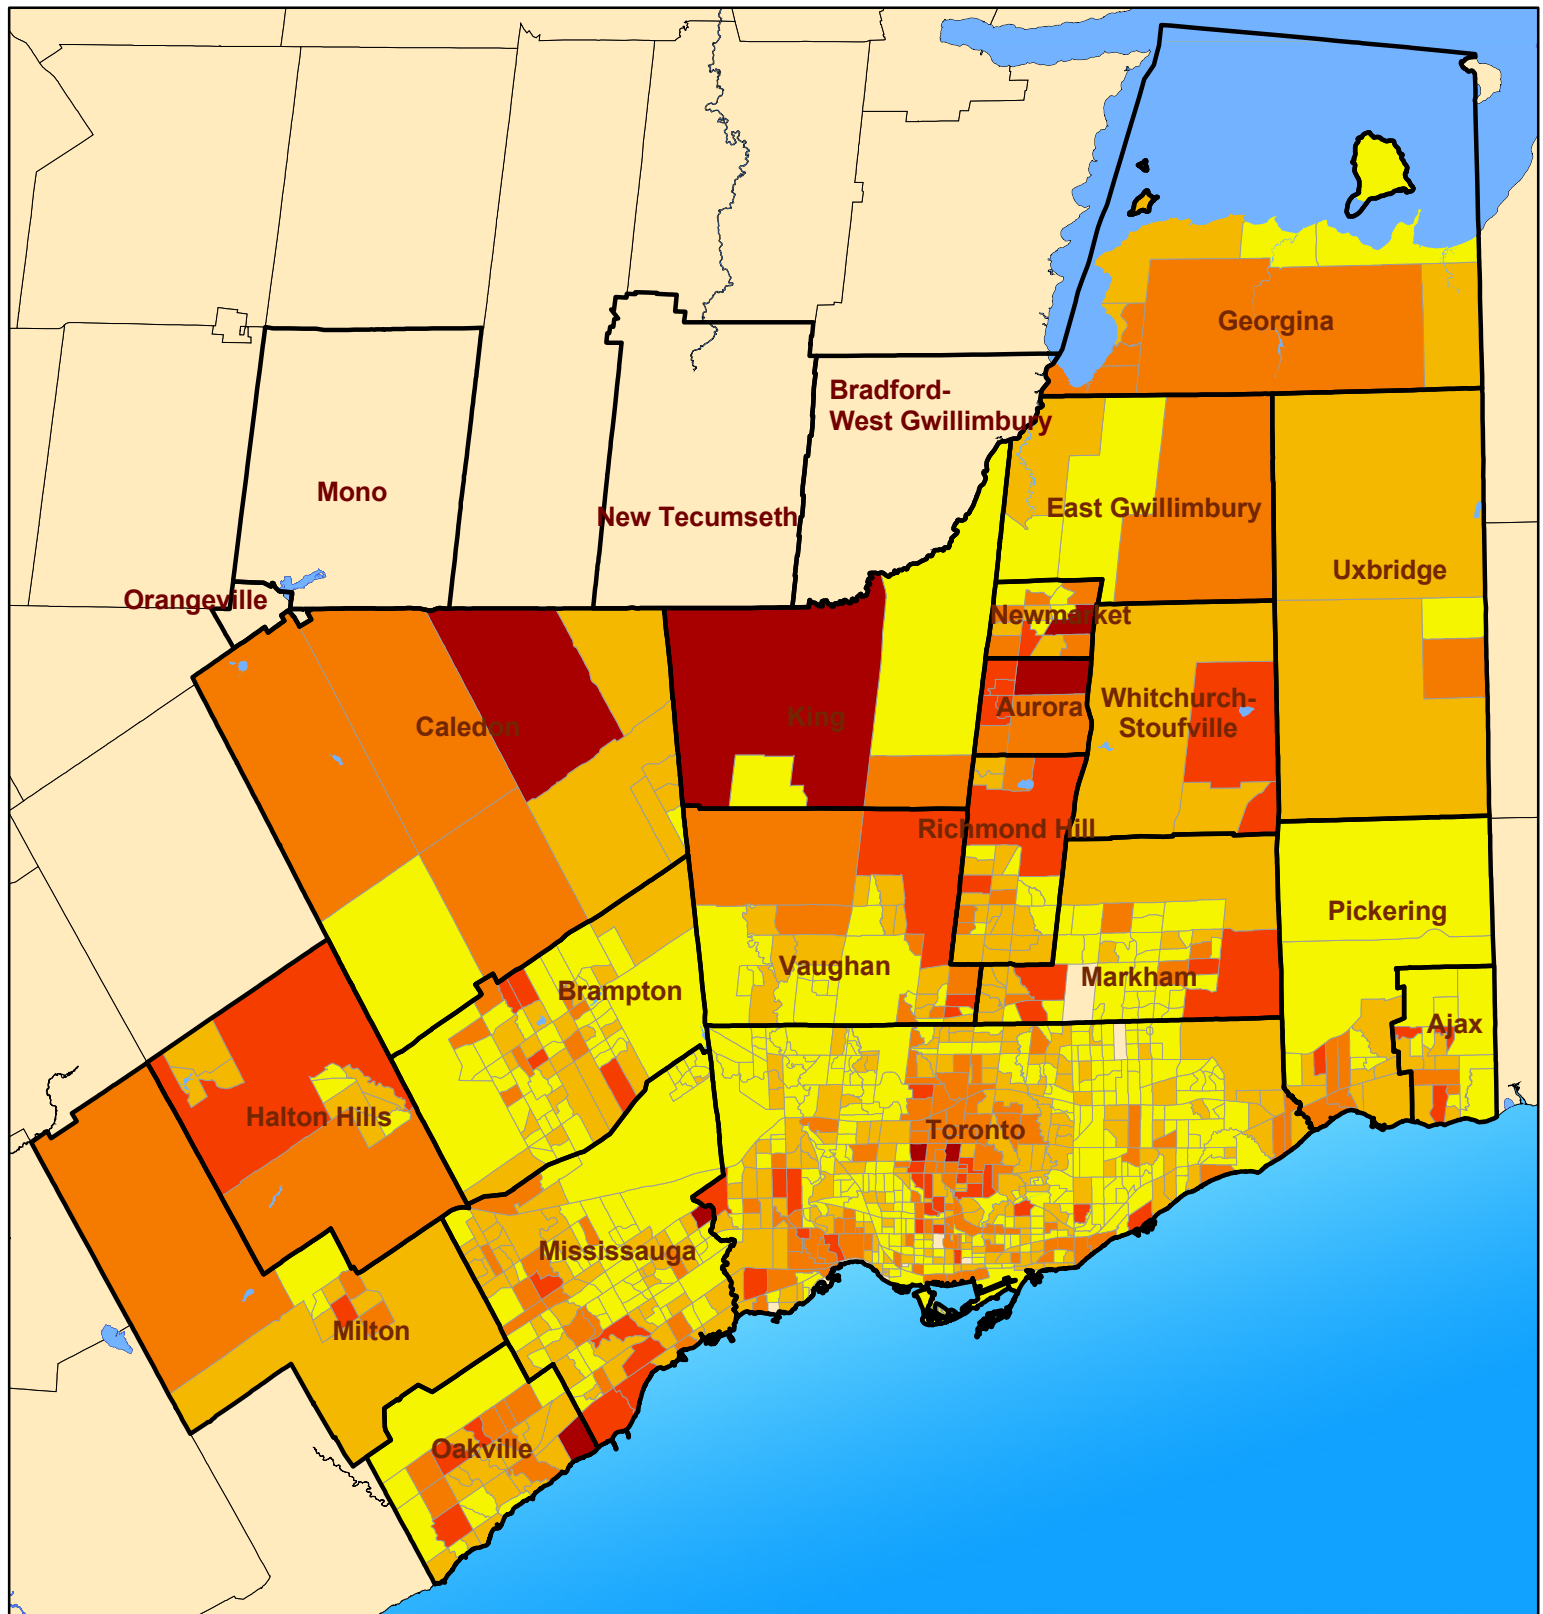 Georgina
Bradford-
West Gwillimbury
Mono
New Tecumseth
East Gwillimbury
Uxbridge
Orangeville
Newmarket
Caledon
King
Aurora
Whitchurch-
Stoufville
Richmond Hill
Pickering
Vaughan
Markham
Brampton
Ajax
Halton Hills
Toronto
Mississauga
Milton
Oakville